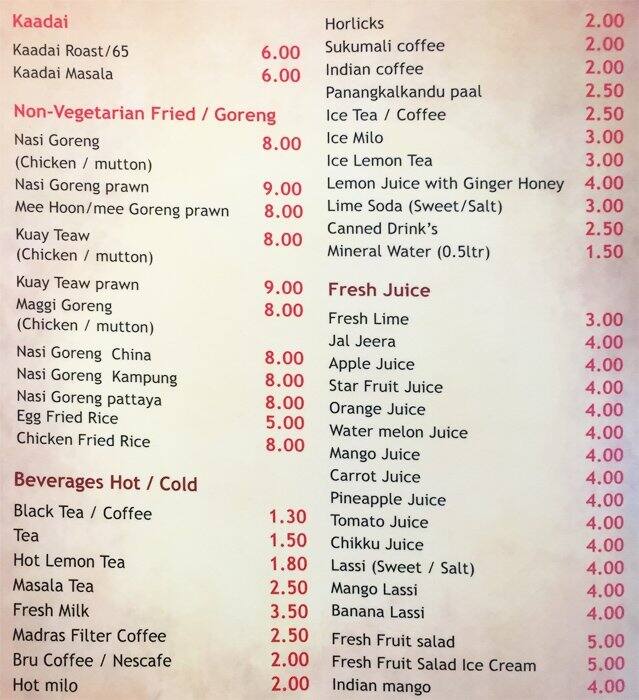 Kaadai
Kaadai Roast/65 6.00
Kaadai Masala 6.00
Non-Vegetarian Fried / Goreng
Nasi Goreng 8.00
(Chicken / mutton)
Nasi Goreng prawn 9.00
Mee Hoon/mee Goreng prawn 8.00
Kuay Teaw 8.00
(Chicken / mutton)
Kuay Teaw prawn 9.00
Maggi Goreng 8.00
(Chicken / mutton)
Nasi Goreng China 8.00
Nasi Goreng Kampung 8.00
Nasi Goreng pattaya 8.00
Egg Fried Rice 5.00
Chicken Fried Rice 8.00
Beverages Hot / Cold
Black Tea / Coffee 1.30
Tea 1.50
Hot Lemon Tea 1.80
Masala Tea 2.50
Fresh Milk 3.50
Madras Filter Coffee 2.50
Bru Coffee / Nescafe 2.00
Hot milo 2.00
Horlicks 2.00
Sukumali coffee 2.00
Indian coffee 2.00
Panangkalkandu paal 2.50
Ice Tea / Coffee 2.50
Ice Milo 3.00
Ice Lemon Tea 3.00
Lemon Juice with Ginger Honey 4.00
Lime Soda (Sweet/Salt) 3.00
Canned Drink's 2.50
Mineral Water (0.5ltr) 1.50
Fresh Juice
Fresh Lime 3.00
Jal Jeera 4.00
Apple Juice 4.00
Star Fruit Juice 4.00
Orange Juice 4.00
Water melon Juice 4.00
Mango Juice 4.00
Carrot Juice 4.00
Pineapple Juice 4.00
Tomato Juice 4.00
Chikku Juice 4.00
Lassi (Sweet / Salt) 4.00
Mango Lassi 4.00
Banana Lassi 4.00
Fresh Fruit salad 5.00
Fresh Fruit Salad Ice Cream 5.00
Indian mango 4.00